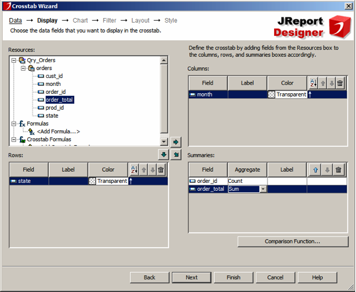 Crosstab Wizard
Data → Display → Chart → Filter → Layout → Style
Choose the data fields that you want to display in the crosstab.
JReport
Designer
Resources:
Qry_Orders
orders
cust_id
month
order_id
order_total
prod_id
state
Formulas
<Add Formula...>
Crosstab Formulas
Define the crosstab by adding fields from the Resources box to
the columns, rows, and summaries boxes accordingly.
Columns:
Field Label Color
month Transparent
Rows:
Field Label Color
state Transparent
Summaries:
Field Aggregate Label
order_id Count
order_total Sum
Comparison Function...
Back Next Finish Cancel Help